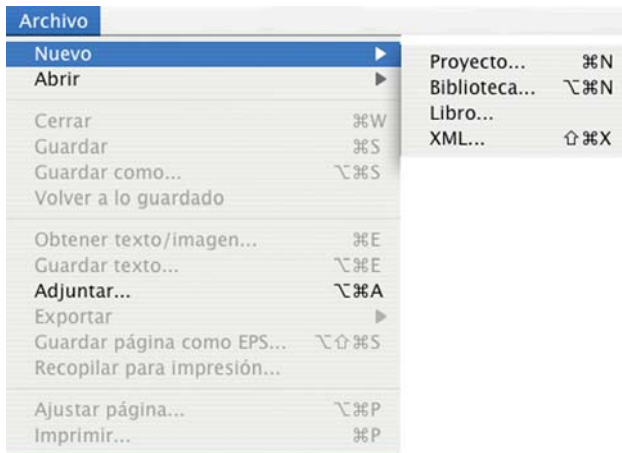 Archivo
Nuevo ▶
Abrir ▶
Cerrar ⌘W
Guardar ⌘S
Guardar como... ⌥⌘S
Volver a lo guardado
Obtener texto/imagen... ⌘E
Guardar texto... ⌥⌘E
Adjuntar... ⌥⌘A
Exportar ▶
Guardar página como EPS... ⌥⇧⌘S
Recopilar para impresión...
Ajustar página... ⌥⌘P
Imprimir... ⌘P
Proyecto... ⌘N
Biblioteca... ⌥⌘N
Libro...
XML... ⇧⌘X